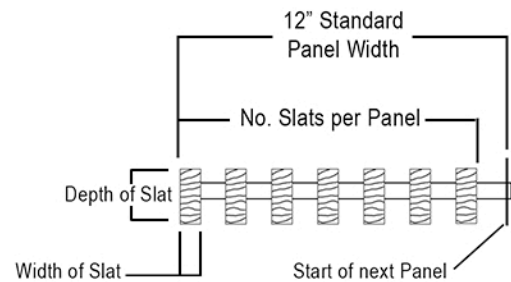 12” Standard
Panel Width
No. Slats per Panel
Depth of Slat
Width of Slat
Start of next Panel